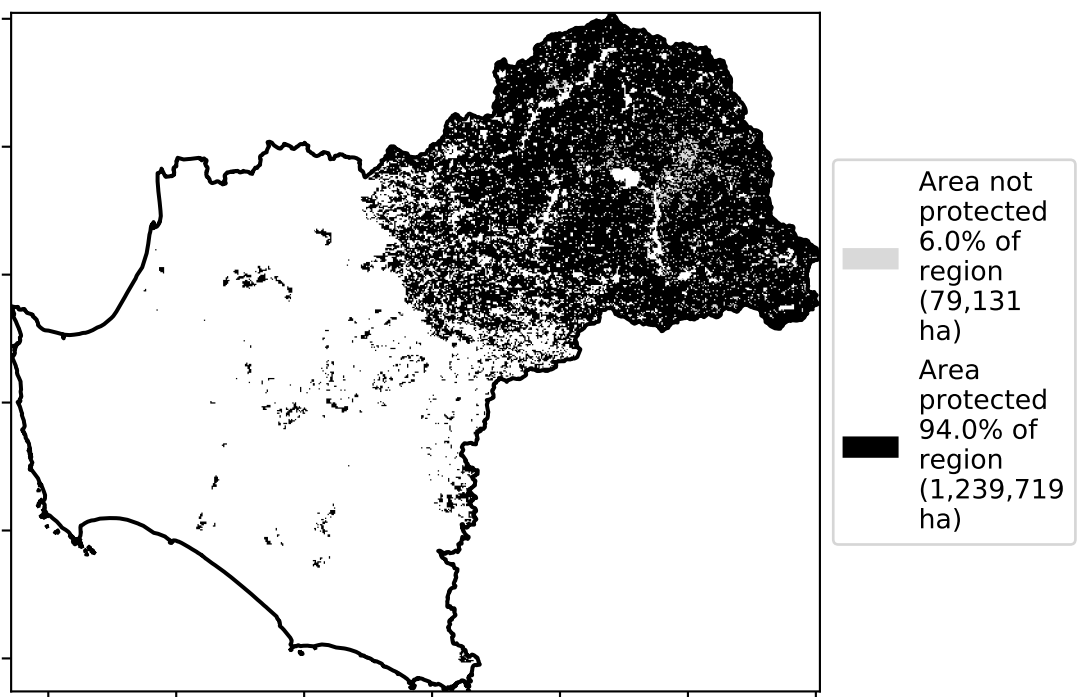 Area not
protected
6.0% of
region
(79,131
ha)
Area
protected
94.0% of
region
(1,239,719
ha)